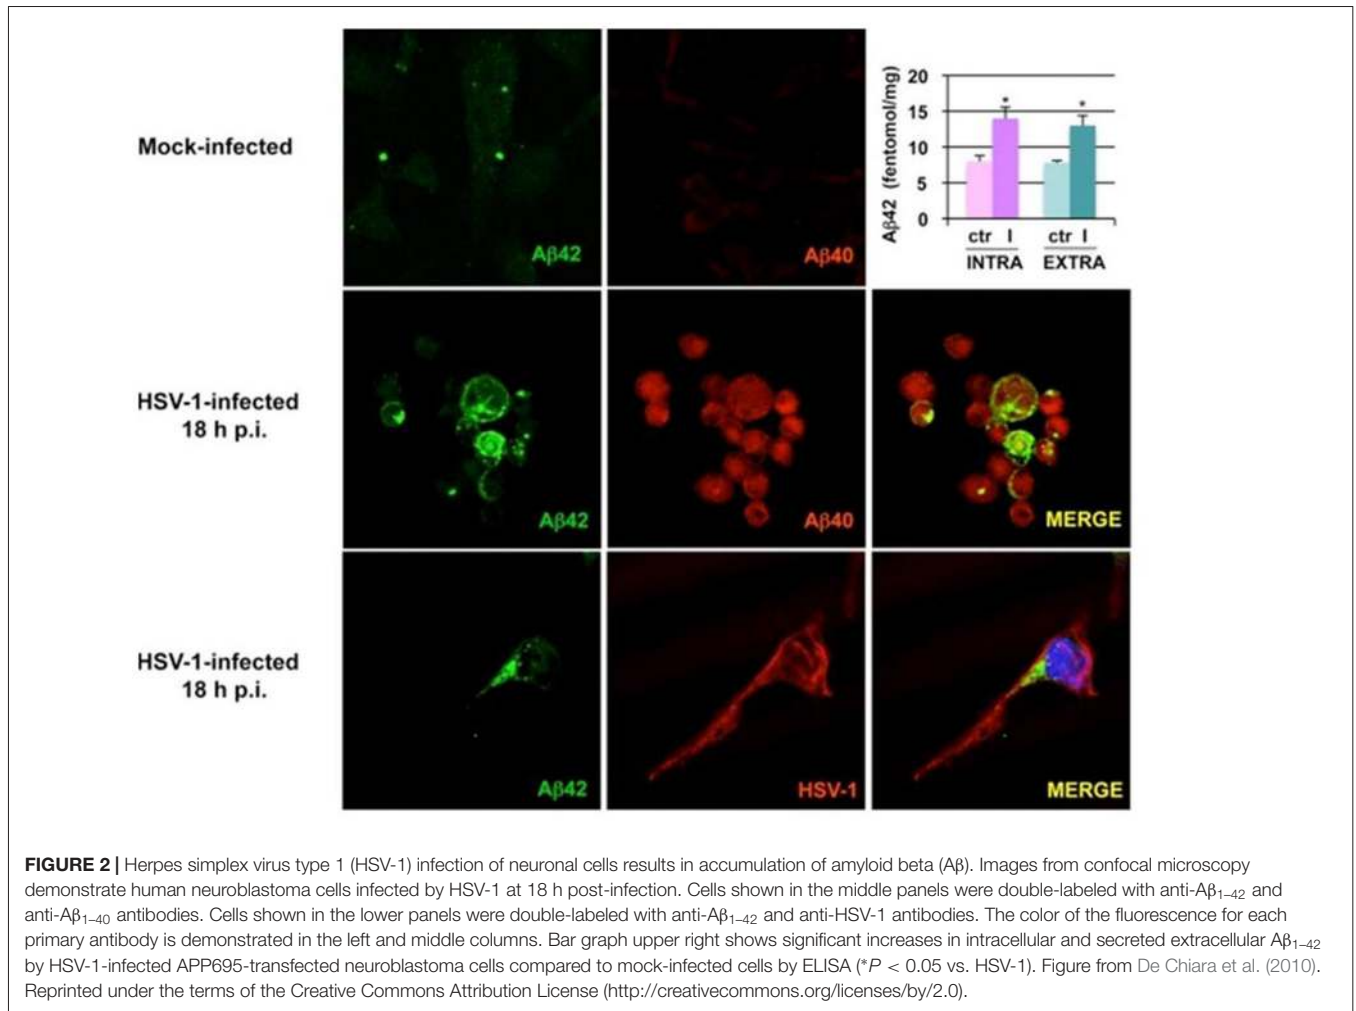 Mock-infected
Aβ42
Aβ40
Aβ42 (fentomol/mg)
20
15
10
5
0
*
*
ctr I ctr I
INTRA EXTRA
HSV-1-infected
18 h p.i.
Aβ42
Aβ40
MERGE
HSV-1-infected
18 h p.i.
Aβ42
HSV-1
MERGE
FIGURE 2 | Herpes simplex virus type 1 (HSV-1) infection of neuronal cells results in accumulation of amyloid beta (Aβ). Images from confocal microscopy
demonstrate human neuroblastoma cells infected by HSV-1 at 18 h post-infection. Cells shown in the middle panels were double-labeled with anti-Aβ₁₋₄₂ and
anti-Aβ₁₋₄₀ antibodies. Cells shown in the lower panels were double-labeled with anti-Aβ₁₋₄₂ and anti-HSV-1 antibodies. The color of the fluorescence for each
primary antibody is demonstrated in the left and middle columns. Bar graph upper right shows significant increases in intracellular and secreted extracellular Aβ₁₋₄₂
by HSV-1-infected APP695-transfected neuroblastoma cells compared to mock-infected cells by ELISA (*P < 0.05 vs. HSV-1). Figure from De Chiara et al. (2010).
Reprinted under the terms of the Creative Commons Attribution License (http://creativecommons.org/licenses/by/2.0).